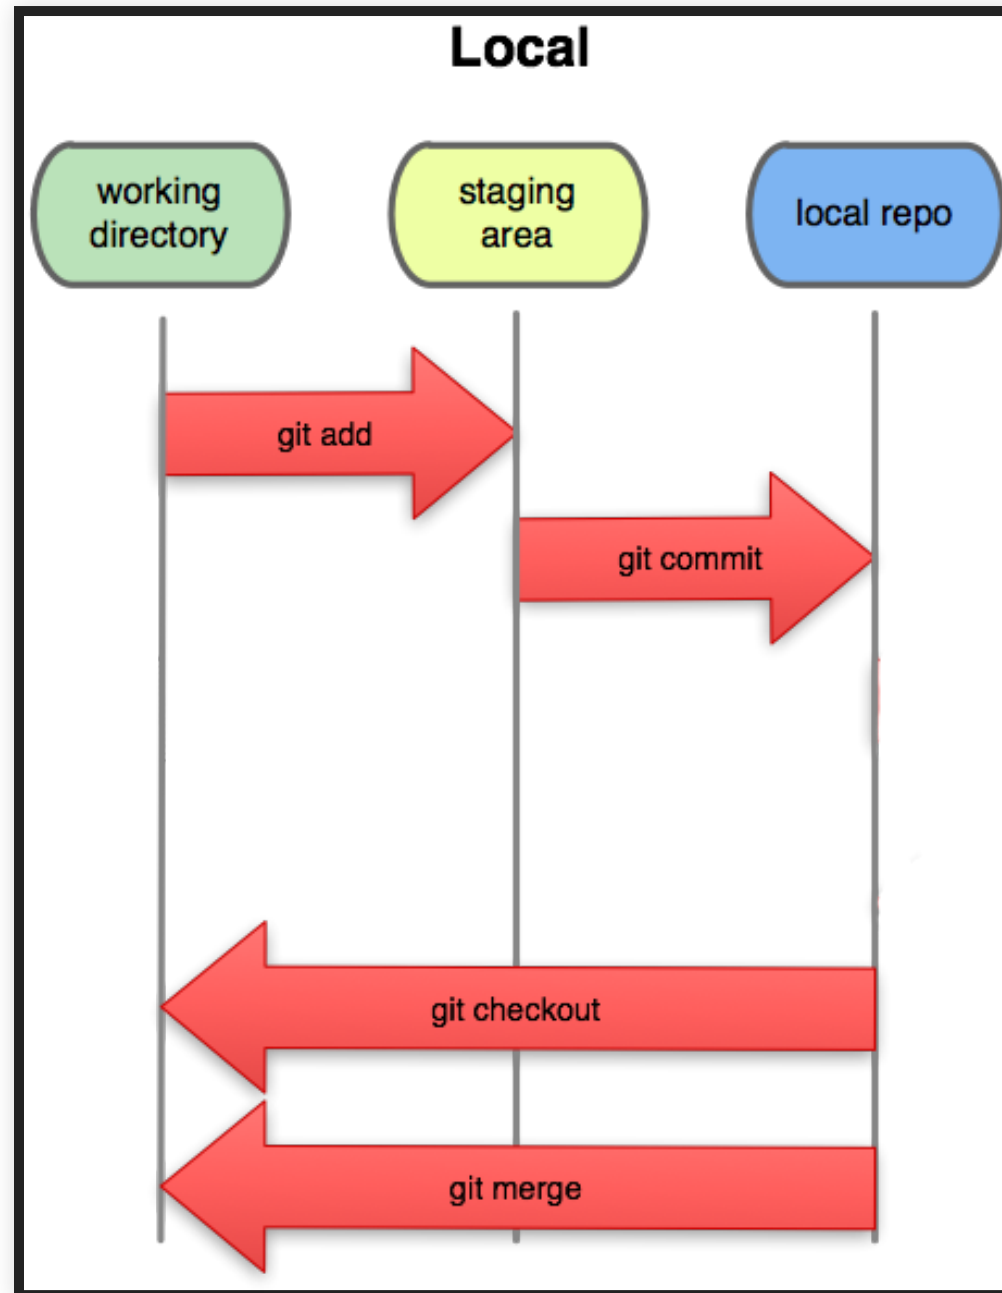 Local
working
directory
staging
area
local repo
git add
git commit
git checkout
git merge